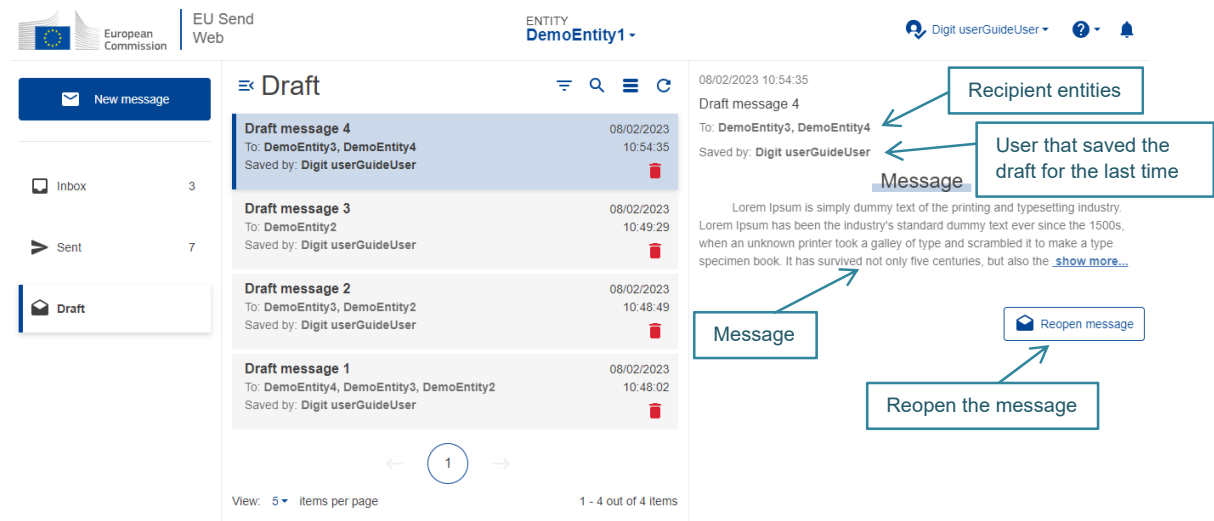 European
Commission
EU Send
Web
ENTITY
DemoEntity1
Digit userGuideUser
?
New message
Inbox 3
Sent 7
Draft
Draft
Draft message 4 08/02/2023
To: DemoEntity3, DemoEntity4 10:54:35
Saved by: Digit userGuideUser
Draft message 3 08/02/2023
To: DemoEntity2 10:49:29
Saved by: Digit userGuideUser
Draft message 2 08/02/2023
To: DemoEntity3, DemoEntity2 10:48:49
Saved by: Digit userGuideUser
Draft message 1 08/02/2023
To: DemoEntity4, DemoEntity3, DemoEntity2 10:48:02
Saved by: Digit userGuideUser
1
View: 5 items per page 1 - 4 out of 4 items
08/02/2023 10:54:35
Draft message 4
To: DemoEntity3, DemoEntity4
Saved by: Digit userGuideUser
Recipient entities
User that saved the
draft for the last time
Message
Lorem Ipsum is simply dummy text of the printing and typesetting industry.
Lorem Ipsum has been the industry's standard dummy text ever since the 1500s,
when an unknown printer took a galley of type and scrambled it to make a type
specimen book. It has survived not only five centuries, but also the show more...
Message
Reopen message
Reopen the message